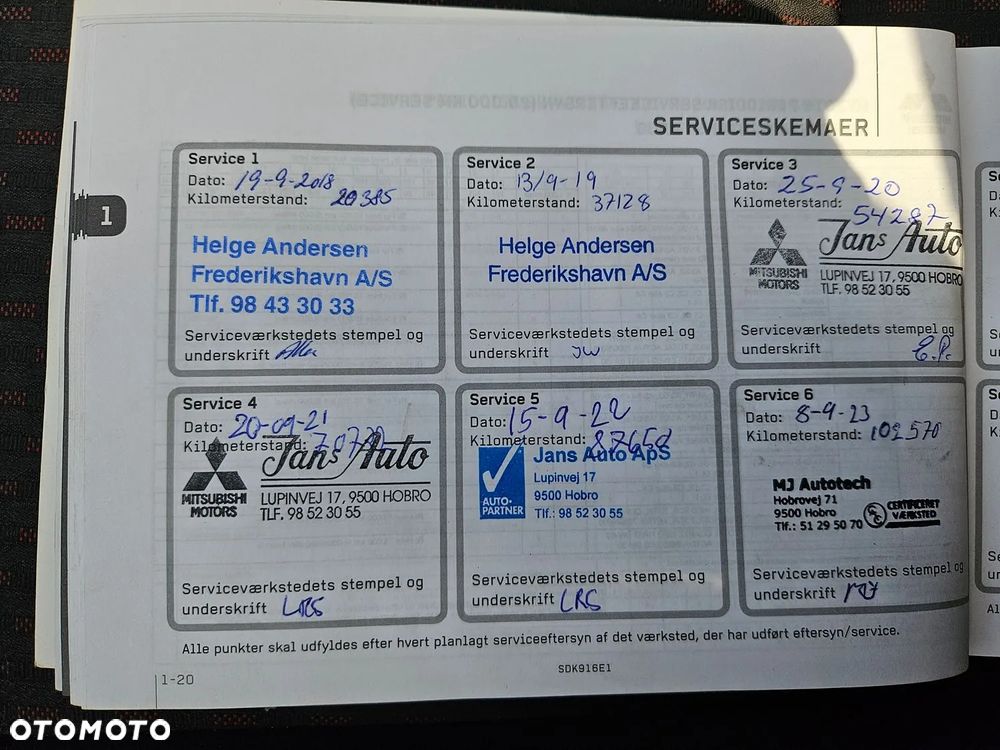 SERVICESKEMAER
1
Service 1
Dato: 19-9-2018
Kilometerstand: 20385
Helge Andersen
Frederikshavn A/S
Tlf. 98 43 30 33
Serviceværkstedets stempel og
underskrift
Service 2
Dato: 13/9-19
Kilometerstand: 37128
Helge Andersen
Frederikshavn A/S
Serviceværkstedets stempel og
underskrift JW
Service 3
Dato: 25-9-20
Kilometerstand:
54287
MITSUBISHI
MOTORS
Jans Auto
LUPINVEJ 17, 9500 HOBRO
TLF. 98 52 30 55
Serviceværkstedets stempel og
underskrift E.P.
Service 4
Dato: 20-09-21
Kilometerstand:
MITSUBISHI
MOTORS
Jans Auto
LUPINVEJ 17, 9500 HOBRO
TLF. 98 52 30 55
Serviceværkstedets stempel og
underskrift LRS
Service 5
Dato: 15-9-22
Kilometerstand: 87658
AUTO-
PARTNER
Jans Auto ApS
Lupinvej 17
9500 Hobro
Tlf.: 98 52 30 55
Serviceværkstedets stempel og
underskrift LRS
Service 6
Dato: 8-9-23
Kilometerstand: 102570
MJ Autotech
Hobrovej 71
9500 Hobro
Tlf.: 51 29 50 70
CERTIFICERET
VÆRKSTED
Serviceværkstedets stempel og
underskrift MJ
Alle punkter skal udfyldes efter hvert planlagt serviceeftersyn af det værksted, der har udført eftersyn/service.
1-20
SDK916E1
OTOMOTO